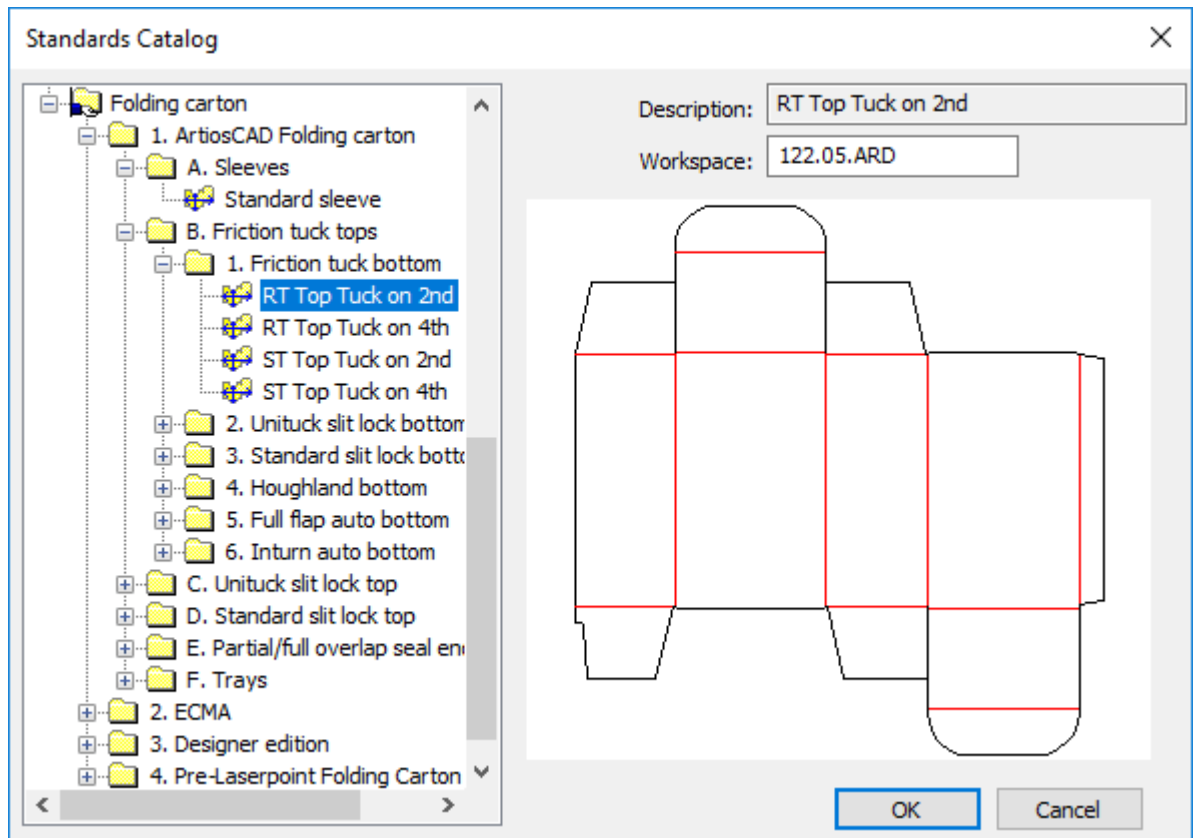 Standards Catalog
Folding carton
1. ArtiosCAD Folding carton
A. Sleeves
Standard sleeve
B. Friction tuck tops
1. Friction tuck bottom
RT Top Tuck on 2nd
RT Top Tuck on 4th
ST Top Tuck on 2nd
ST Top Tuck on 4th
2. Unituck slit lock bottom
3. Standard slit lock botto
4. Houghland bottom
5. Full flap auto bottom
6. Inturn auto bottom
C. Unituck slit lock top
D. Standard slit lock top
E. Partial/full overlap seal end
F. Trays
2. ECMA
3. Designer edition
4. Pre-Laserpoint Folding Carton
Description: RT Top Tuck on 2nd
Workspace: 122.05.ARD
OK Cancel